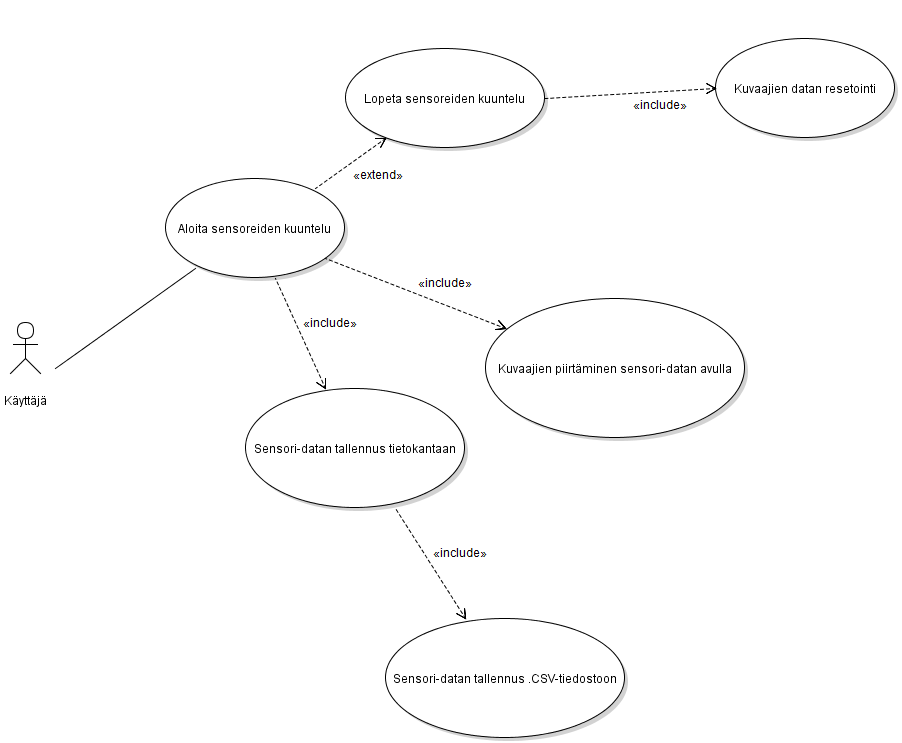 Kuvaajien datan resetointi
Lopeta sensoreiden kuuntelu
«include»
«extend»
Aloita sensoreiden kuuntelu
«include»
«include»
Kuvaajien piirtäminen sensori-datan avulla
Käyttäjä
Sensori-datan tallennus tietokantaan
«include»
Sensori-datan tallennus .CSV-tiedostoon